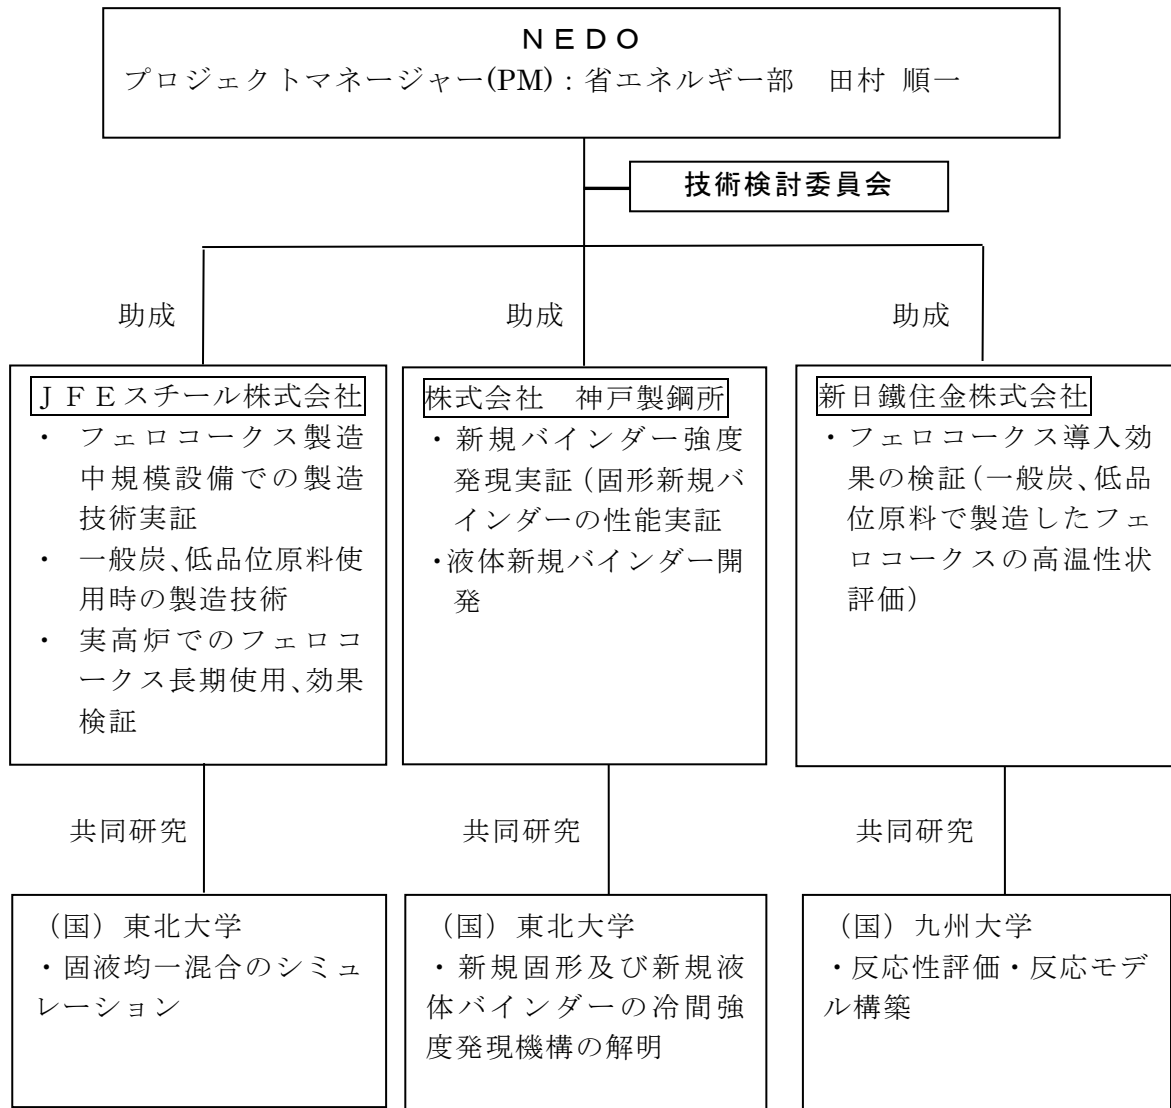 ＮＥＤＯ
プロジェクトマネージャー(PM)：省エネルギー部　田村 順一
技術検討委員会
助成
助成
助成
ＪＦＥスチール株式会社
・ フェロコークス製造
中規模設備での製造
技術実証
・ 一般炭、低品位原料使
用時の製造技術
・ 実高炉でのフェロコ
ークス長期使用、効果
検証
株式会社　神戸製鋼所
・新規バインダー強度
発現実証（固形新規バ
インダーの性能実証
・液体新規バインダー開
発
新日鐵住金株式会社
・フェロコークス導入効
果の検証（一般炭、低品
位原料で製造したフェ
ロコークスの高温性状
評価）
共同研究
共同研究
共同研究
（国）東北大学
・固液均一混合のシミュ
レーション
（国）東北大学
・新規固形及び新規液
体バインダーの冷間強
度発現機構の解明
（国）九州大学
・反応性評価・反応モデ
ル構築